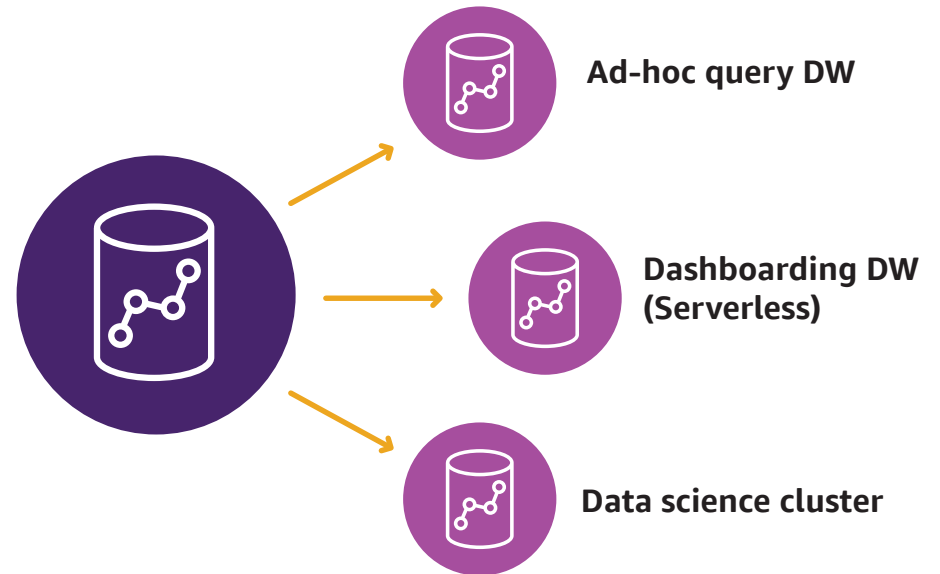 Ad-hoc query DW
Dashboarding DW
(Serverless)
Data science cluster